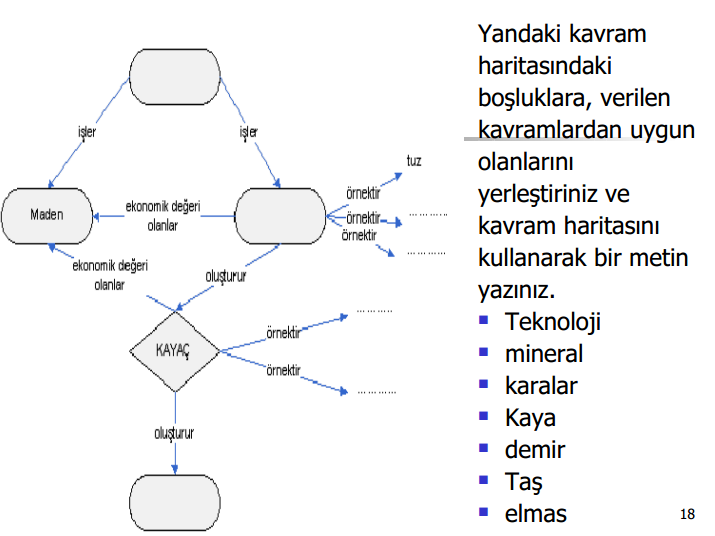 Yandaki kavram
haritasındaki
boşluklara, verilen
kavramlardan uygun
olanlarını
yerleştiriniz ve
kavram haritasını
kullanarak bir metin
yazınız.
Teknoloji
mineral
karalar
Kaya
demir
Taş
elmas
18
işler
işler
tuz
örnektir
Maden
ekonomik değeri
olanlar
örnektir
............
örnektir
............
ekonomik değeri
olanlar
oluşturur
...........
örnektir
KAYAÇ
örnektir
............
oluşturur